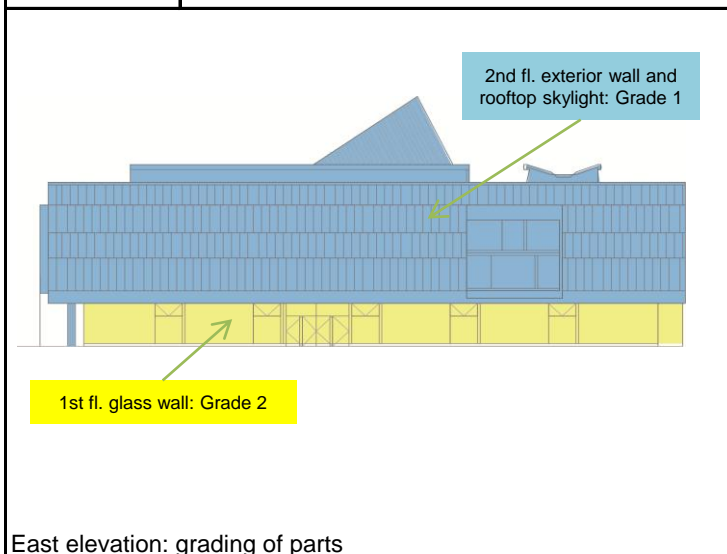 2nd fl. exterior wall and
rooftop skylight: Grade 1
1st fl. glass wall: Grade 2
East elevation: grading of parts